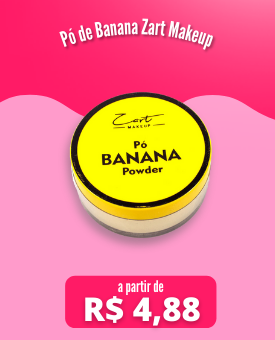 Pó de Banana Zart Makeup
Zart
MAKEUP
Pó
BANANA
Powder
a partir de
R$ 4,88